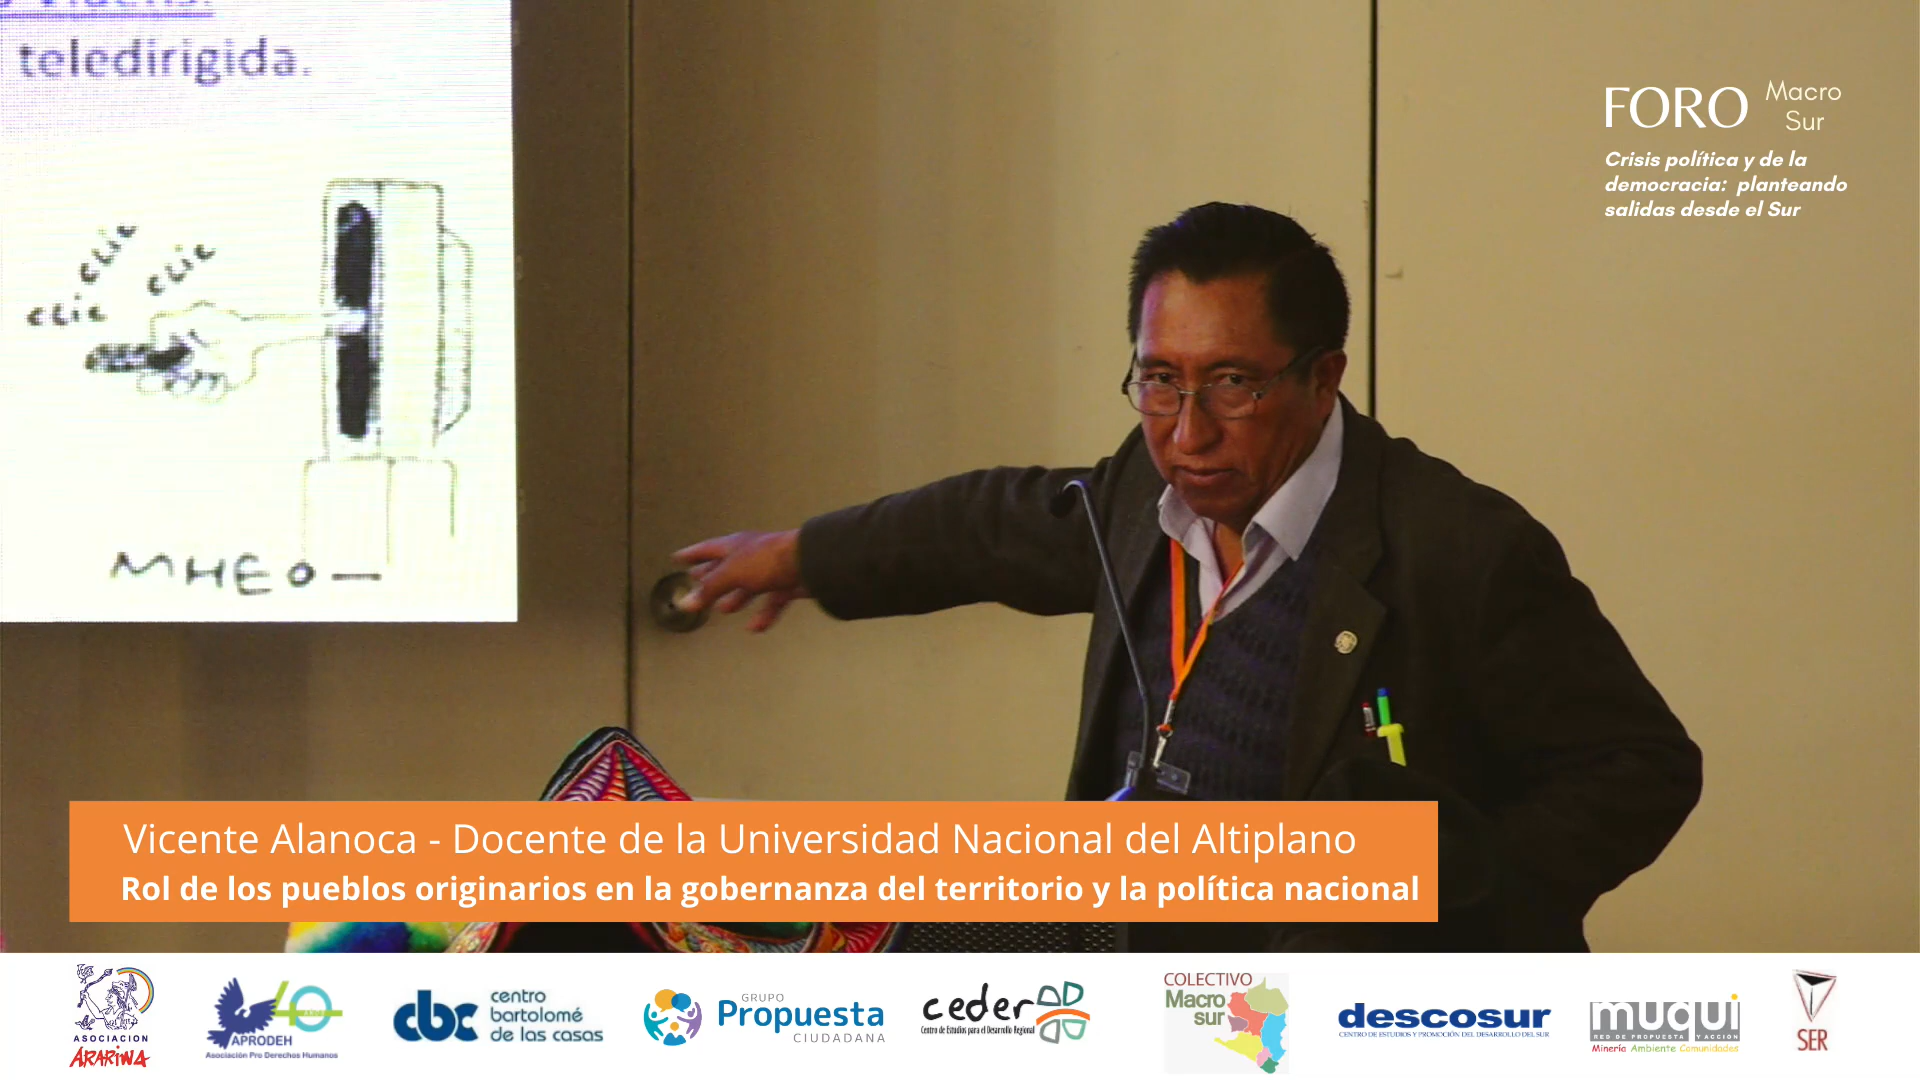 teledirigida.
clic
clic
clic
MHEO
FORO Macro Sur
Crisis política y de la
democracia: planteando
salidas desde el Sur
Vicente Alanoca - Docente de la Universidad Nacional del Altiplano
Rol de los pueblos originarios en la gobernanza del territorio y la política nacional
ASOCIACION
ARARIWA
40
APRODEH
Asociación Pro Derechos Humanos
cbc
centro
bartolomé
de las casas
GRUPO
Propuesta
CIUDADANA
ceder
Centro de Estudios para el Desarrollo Regional
COLECTIVO
Macro
sur
descosur
CENTRO DE ESTUDIOS Y PROMOCIÓN DEL DESARROLLO DEL SUR
muqui
RED DE PROPUESTA Y ACCION
Minería Ambiente Comunidades
SER